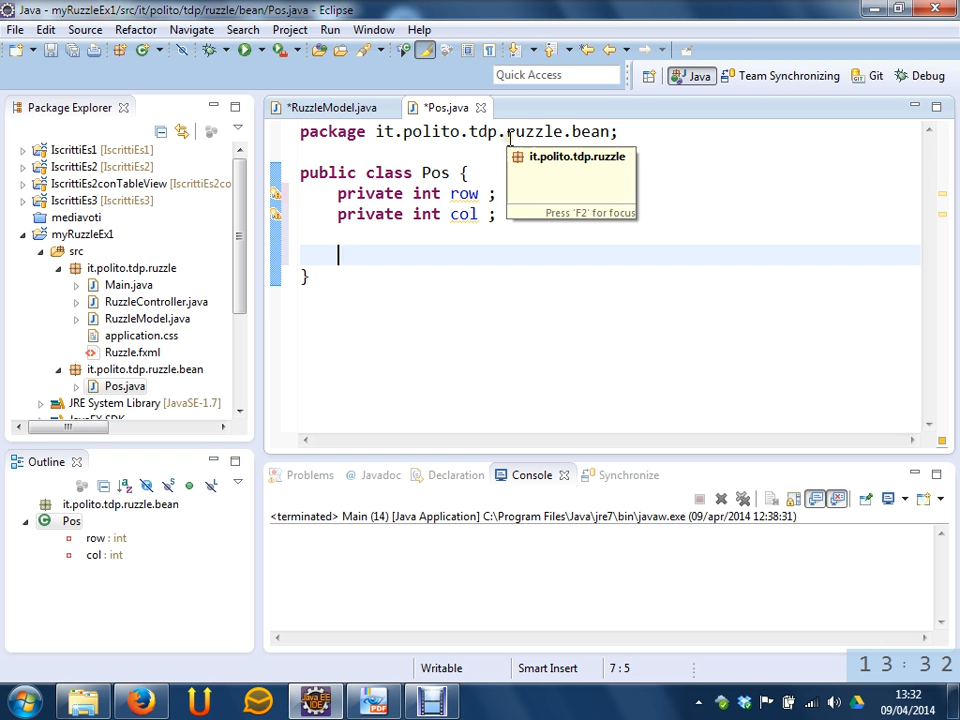 Java - myRuzzleEx1/src/it/polito/tdp/ruzzle/bean/Pos.java - Eclipse
File Edit Source Refactor Navigate Search Project Run Window Help
Quick Access
Java
Team Synchronizing
Git
Debug
Package Explorer
*RuzzleModel.java
*Pos.java
IscrittiEs1 [IscrittiEs1]
IscrittiEs2 [IscrittiEs2]
IscrittiEs2conTableView [IscrittiEs2co
IscrittiEs3 [IscrittiEs3]
mediavoti
myRuzzleEx1
src
it.polito.tdp.ruzzle
Main.java
RuzzleController.java
RuzzleModel.java
application.css
Ruzzle.fxml
it.polito.tdp.ruzzle.bean
Pos.java
JRE System Library [JavaSE-1.7]
package it.polito.tdp.ruzzle.bean;
public class Pos {
private int row ;
private int col ;
}
it.polito.tdp.ruzzle
Press 'F2' for focus
Outline
it.polito.tdp.ruzzle.bean
Pos
row : int
col : int
Problems
@ Javadoc
Declaration
Console
Synchronize
<terminated> Main (14) [Java Application] C:\Program Files\Java\jre7\bin\javaw.exe (09/apr/2014 12:38:31)
Writable
Smart Insert
7 : 5
13:32
13:32
09/04/2014